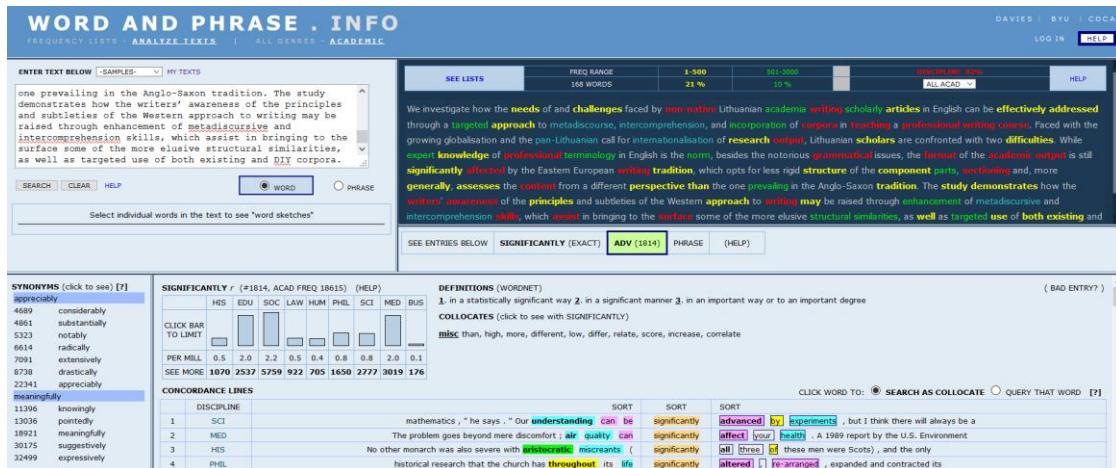 WORD AND PHRASE . INFO
FREQUENCY LISTS - ANALYZE TEXTS | ALL GENRES - ACADEMIC
DAVIES | BYU | COCA
LOG IN HELP
ENTER TEXT BELOW -SAMPLES- MY TEXTS
one prevailing in the Anglo-Saxon tradition. The study
demonstrates how the writers' awareness of the principles
and subtleties of the Western approach to writing may be
raised through enhancement of metadiscursive and
intercomprehension skills, which assist in bringing to the
surface some of the more elusive structural similarities,
as well as targeted use of both existing and DIY corpora.
SEARCH CLEAR HELP WORD PHRASE
Select individual words in the text to see "word sketches"
SEE LISTS FREQ RANGE 1-500 501-3000 DISCIPLINE 32% HELP
168 WORDS 21 % 10 % ALL ACAD
We investigate how the needs of and challenges faced by non-native Lithuanian academia writing scholarly articles in English can be effectively addressed
through a targeted approach to metadiscourse, intercomprehension, and incorporation of corpora in teaching a professional writing course. Faced with the
growing globalisation and the pan-Lithuanian call for internationalisation of research output, Lithuanian scholars are confronted with two difficulties. While
expert knowledge of professional terminology in English is the norm, besides the notorious grammatical issues, the format of the academic output is still
significantly affected by the Eastern European writing tradition, which opts for less rigid structure of the component parts, sectioning and, more
generally, assesses the content from a different perspective than the one prevailing in the Anglo-Saxon tradition. The study demonstrates how the
writers' awareness of the principles and subtleties of the Western approach to writing may be raised through enhancement of metadiscursive and
intercomprehension skills, which assist in bringing to the surface some of the more elusive structural similarities, as well as targeted use of both existing and
SEE ENTRIES BELOW SIGNIFICANTLY (EXACT) ADV (1814) PHRASE (HELP)
SYNONYMS (click to see) [?]
appreciably
4689 considerably
4861 substantially
5323 notably
6614 radically
7091 extensively
8738 drastically
22341 appreciably
meaningfully
11396 knowingly
13036 pointedly
18921 meaningfully
30175 suggestively
32499 expressively
SIGNIFICANTLY r (#1814, ACAD FREQ 18615) (HELP)
HIS EDU SOC LAW HUM PHIL SCI MED BUS
CLICK BAR
TO LIMIT
PER MILL 0.5 2.0 2.2 0.5 0.4 0.8 0.8 2.0 0.1
SEE MORE 1070 2537 5759 922 705 1650 2777 3019 176
DEFINITIONS (WORDNET) ( BAD ENTRY? )
1. in a statistically significant way 2. in a significant manner 3. in an important way or to an important degree
COLLOCATES (click to see with SIGNIFICANTLY)
misc than, high, more, different, low, differ, relate, score, increase, correlate
CONCORDANCE LINES CLICK WORD TO: SEARCH AS COLLOCATE QUERY THAT WORD [?]
DISCIPLINE SORT SORT SORT
1 SCI mathematics , " he says . " Our understanding can be significantly advanced by experiments , but I think there will always be a
2 MED The problem goes beyond mere discomfort ; air quality can significantly affect your health . A 1989 report by the U.S. Environment
3 HIS No other monarch was also severe with aristocratic miscreants ( significantly all three of these men were Scots) , and the only
4 PHIL historical research that the church has throughout its life significantly altered , re-arranged , expanded and contracted its